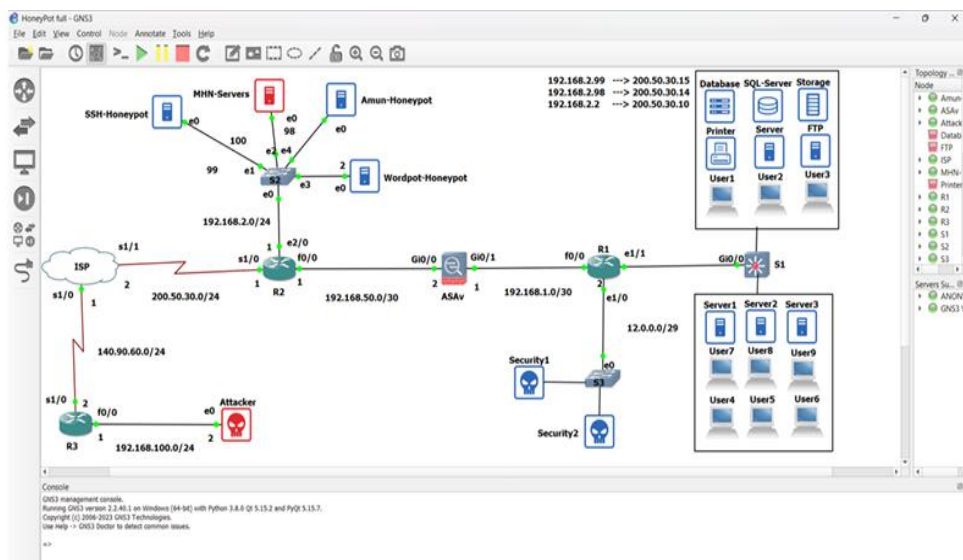 HoneyPot full - GNS3
File Edit View Control Node Annotate Tools Help
MHN-Servers
SSH-Honeypot
Amun-Honeypot
e0
e0
e0
100
98
e2 e4
99
e1
2
S2
e3
e0
Wordpot-Honeypot
e0
192.168.2.0/24
192.168.2.99 ---> 200.50.30.15
192.168.2.98 ---> 200.50.30.14
192.168.2.2 ---> 200.50.30.10
Database SQL-Server Storage
Printer Server FTP
User1 User2 User3
s1/1
1 e2/0
ISP
s1/0 f0/0
Gi0/0 Gi0/1
R1
f0/0 e1/1
Gi0/0
S1
s1/0
1
2
1 R2 1
200.50.30.0/24
192.168.50.0/30
2 ASAv 1
192.168.1.0/30
2
e1/0
12.0.0.0/29
140.90.60.0/24
Server1 Server2 Server3
User7 User8 User9
Security1
e0
S3
User4 User5 User6
Security2
s1/0 2
f0/0
e0
Attacker
R3
1
2
192.168.100.0/24
Topology ...
Node
Amun-
ASAv
Attack
Datab
FTP
ISP
MHN-
Printer
R1
R2
R3
S1
S2
S3
Servers Su...
ANON
GNS3 V
Console
GNS3 management console.
Running GNS3 version 2.2.40.1 on Windows (64-bit) with Python 3.8.0 Qt 5.15.2 and PyQt 5.15.7.
Copyright (c) 2006-2023 GNS3 Technologies.
Use Help -> GNS3 Doctor to detect common issues.
=>